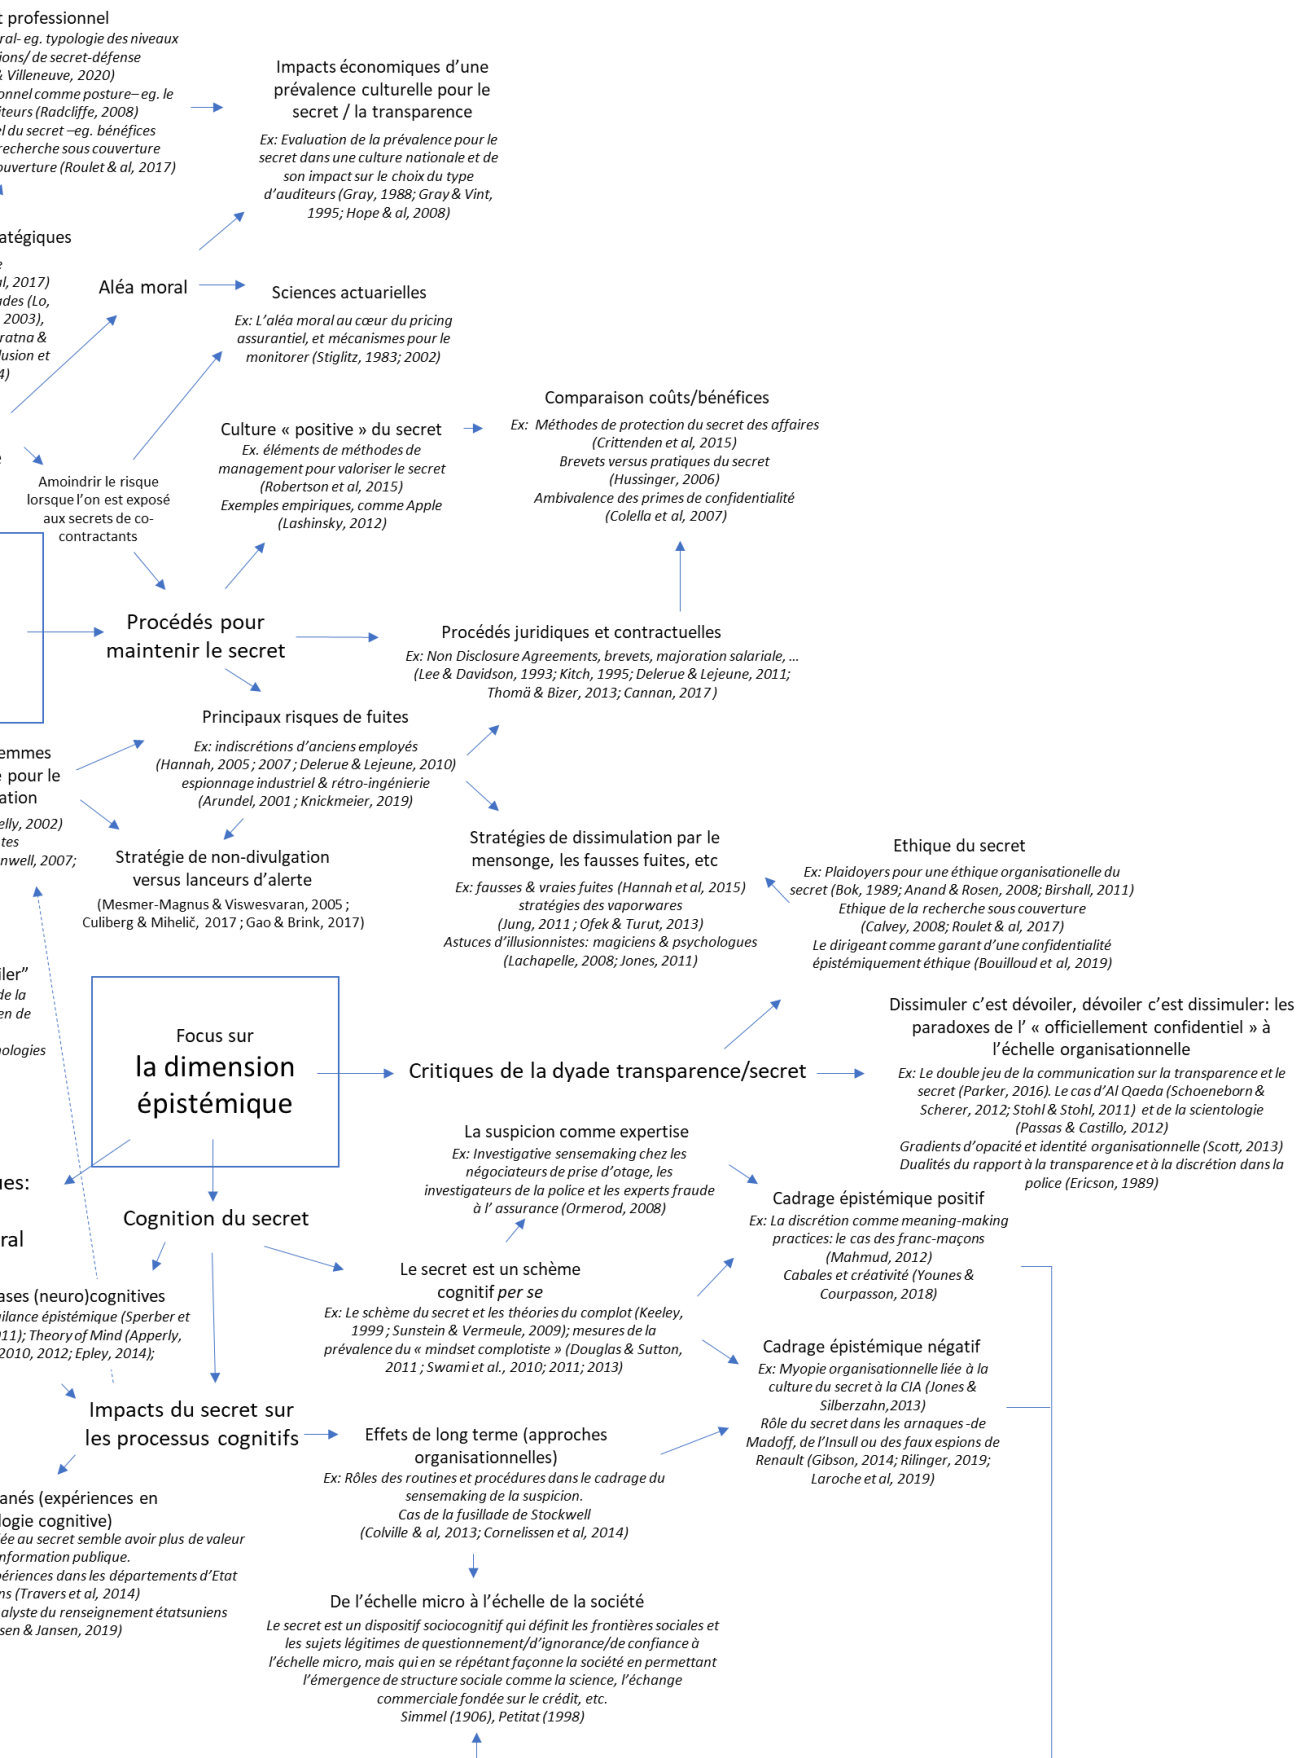 t professionnel
ral- eg. typologie des niveaux
ions/ de secret-défense
& Villeneuve, 2020)
onnel comme posture– eg. le
iteurs (Radcliffe, 2008)
el du secret –eg. bénéfices
recherche sous couverture
ouverture (Roulet & al, 2017)
Impacts économiques d’une
prévalence culturelle pour le
secret / la transparence
Ex: Evaluation de la prévalence pour le
secret dans une culture nationale et de
son impact sur le choix du type
d’auditeurs (Gray, 1988; Gray & Vint,
1995; Hope & al, 2008)
atégiques
e
al, 2017)
ades (Lo,
, 2003),
ratna &
lusion et
4)
Aléa moral
Sciences actuarielles
Ex: L’aléa moral au cœur du pricing
assurantiel, et mécanismes pour le
monitorer (Stiglitz, 1983; 2002)
e
Amoindrir le risque
lorsque l’on est exposé
aux secrets de co-
contractants
Culture « positive » du secret
Ex. éléments de méthodes de
management pour valoriser le secret
(Robertson et al, 2015)
Exemples empiriques, comme Apple
(Lashinsky, 2012)
Comparaison coûts/bénéfices
Ex: Méthodes de protection du secret des affaires
(Crittenden et al, 2015)
Brevets versus pratiques du secret
(Hussinger, 2006)
Ambivalence des primes de confidentialité
(Colella et al, 2007)
Procédés pour
maintenir le secret
Procédés juridiques et contractuelles
Ex: Non Disclosure Agreements, brevets, majoration salariale, …
(Lee & Davidson, 1993; Kitch, 1995; Delerue & Lejeune, 2011;
Thomä & Bizer, 2013; Cannan, 2017)
Principaux risques de fuites
Ex: indiscrétions d’anciens employés
(Hannah, 2005 ; 2007 ; Delerue & Lejeune, 2010)
espionnage industriel & rétro-ingénierie
(Arundel, 2001 ; Knickmeier, 2019)
emmes
e pour le
ation
elly, 2002)
tes
nwell, 2007;
Stratégie de non-divulgation
versus lanceurs d’alerte
(Mesmer-Magnus & Viswesvaran, 2005 ;
Culiberg & Mihelič, 2017 ; Gao & Brink, 2017)
Stratégies de dissimulation par le
mensonge, les fausses fuites, etc
Ex: fausses & vraies fuites (Hannah et al, 2015)
stratégies des vaporwares
(Jung, 2011 ; Ofek & Turut, 2013)
Astuces d’illusionnistes: magiciens & psychologues
(Lachapelle, 2008; Jones, 2011)
Ethique du secret
Ex: Plaidoyers pour une éthique organisationelle du
secret (Bok, 1989; Anand & Rosen, 2008; Birshall, 2011)
Ethique de la recherche sous couverture
(Calvey, 2008; Roulet & al, 2017)
Le dirigeant comme garant d’une confidentialité
épistémiquement éthique (Bouilloud et al, 2019)
iler”
de la
en de
nologies
Focus sur
la dimension
épistémique
Critiques de la dyade transparence/secret
Dissimuler c’est dévoiler, dévoiler c’est dissimuler: les
paradoxes de l’ « officiellement confidentiel » à
l’échelle organisationnelle
Ex: Le double jeu de la communication sur la transparence et le
secret (Parker, 2016). Le cas d’Al Qaeda (Schoeneborn &
Scherer, 2012; Stohl & Stohl, 2011) et de la scientologie
(Passas & Castillo, 2012)
Gradients d’opacité et identité organisationnelle (Scott, 2013)
Dualités du rapport à la transparence et à la discrétion dans la
police (Ericson, 1989)
La suspicion comme expertise
Ex: Investigative sensemaking chez les
négociateurs de prise d’otage, les
investigateurs de la police et les experts fraude
à l’ assurance (Ormerod, 2008)
ues:
ral
Cognition du secret
Cadrage épistémique positif
Ex: La discrétion comme meaning-making
practices: le cas des franc-maçons
(Mahmud, 2012)
Cabales et créativité (Younes &
Courpasson, 2018)
Le secret est un schème
cognitif per se
Ex: Le schème du secret et les théories du complot (Keeley,
1999 ; Sunstein & Vermeule, 2009); mesures de la
prévalence du « mindset complotiste » (Douglas & Sutton,
2011 ; Swami et al., 2010; 2011; 2013)
ases (neuro)cognitives
ilance épistémique (Sperber et
11); Theory of Mind (Apperly,
2010, 2012; Epley, 2014);
Cadrage épistémique négatif
Ex: Myopie organisationnelle liée à la
culture du secret à la CIA (Jones &
Silberzahn,2013)
Rôle du secret dans les arnaques -de
Madoff, de l’Insull ou des faux espions de
Renault (Gibson, 2014; Rilinger, 2019;
Laroche et al, 2019)
Impacts du secret sur
les processus cognitifs
Effets de long terme (approches
organisationnelles)
Ex: Rôles des routines et procédures dans le cadrage du
sensemaking de la suspicion.
Cas de la fusillade de Stockwell
(Colville & al, 2013; Cornelissen et al, 2014)
anés (expériences en
logie cognitive)
iée au secret semble avoir plus de valeur
nformation publique.
périences dans les départements d’Etat
ns (Travers et al, 2014)
alyste du renseignement étatsuniens
sen & Jansen, 2019)
De l’échelle micro à l’échelle de la société
Le secret est un dispositif sociocognitif qui définit les frontières sociales et
les sujets légitimes de questionnement/d’ignorance/de confiance à
l’échelle micro, mais qui en se répétant façonne la société en permettant
l’émergence de structure sociale comme la science, l’échange
commerciale fondée sur le crédit, etc.
Simmel (1906), Petitat (1998)